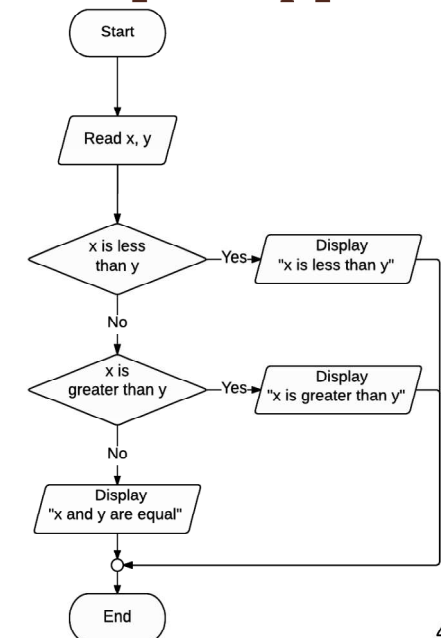 Start
Read x, y
x is less
than y
Yes
Display
"x is less than y"
No
x is
greater than y
Yes
Display
"x is greater than y"
No
Display
"x and y are equal"
End